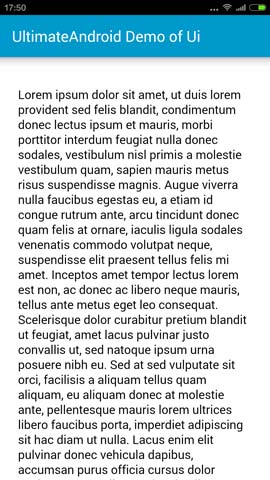 17:50
UltimateAndroid Demo of Ui
Lorem ipsum dolor sit amet, ut duis lorem
provident sed felis blandit, condimentum
donec lectus ipsum et mauris, morbi
porttitor interdum feugiat nulla donec
sodales, vestibulum nisl primis a molestie
vestibulum quam, sapien mauris metus
risus suspendisse magnis. Augue viverra
nulla faucibus egestas eu, a etiam id
congue rutrum ante, arcu tincidunt donec
quam felis at ornare, iaculis ligula sodales
venenatis commodo volutpat neque,
suspendisse elit praesent tellus felis mi
amet. Inceptos amet tempor lectus lorem
est non, ac donec ac libero neque mauris,
tellus ante metus eget leo consequat.
Scelerisque dolor curabitur pretium blandit
ut feugiat, amet lacus pulvinar justo
convallis ut, sed natoque ipsum urna
posuere nibh eu. Sed at sed vulputate sit
orci, facilisis a aliquam tellus quam
aliquam, eu aliquam donec at molestie
ante, pellentesque mauris lorem ultrices
libero faucibus porta, imperdiet adipiscing
sit hac diam ut nulla. Lacus enim elit
pulvinar donec vehicula dapibus,
accumsan purus officia cursus dolor